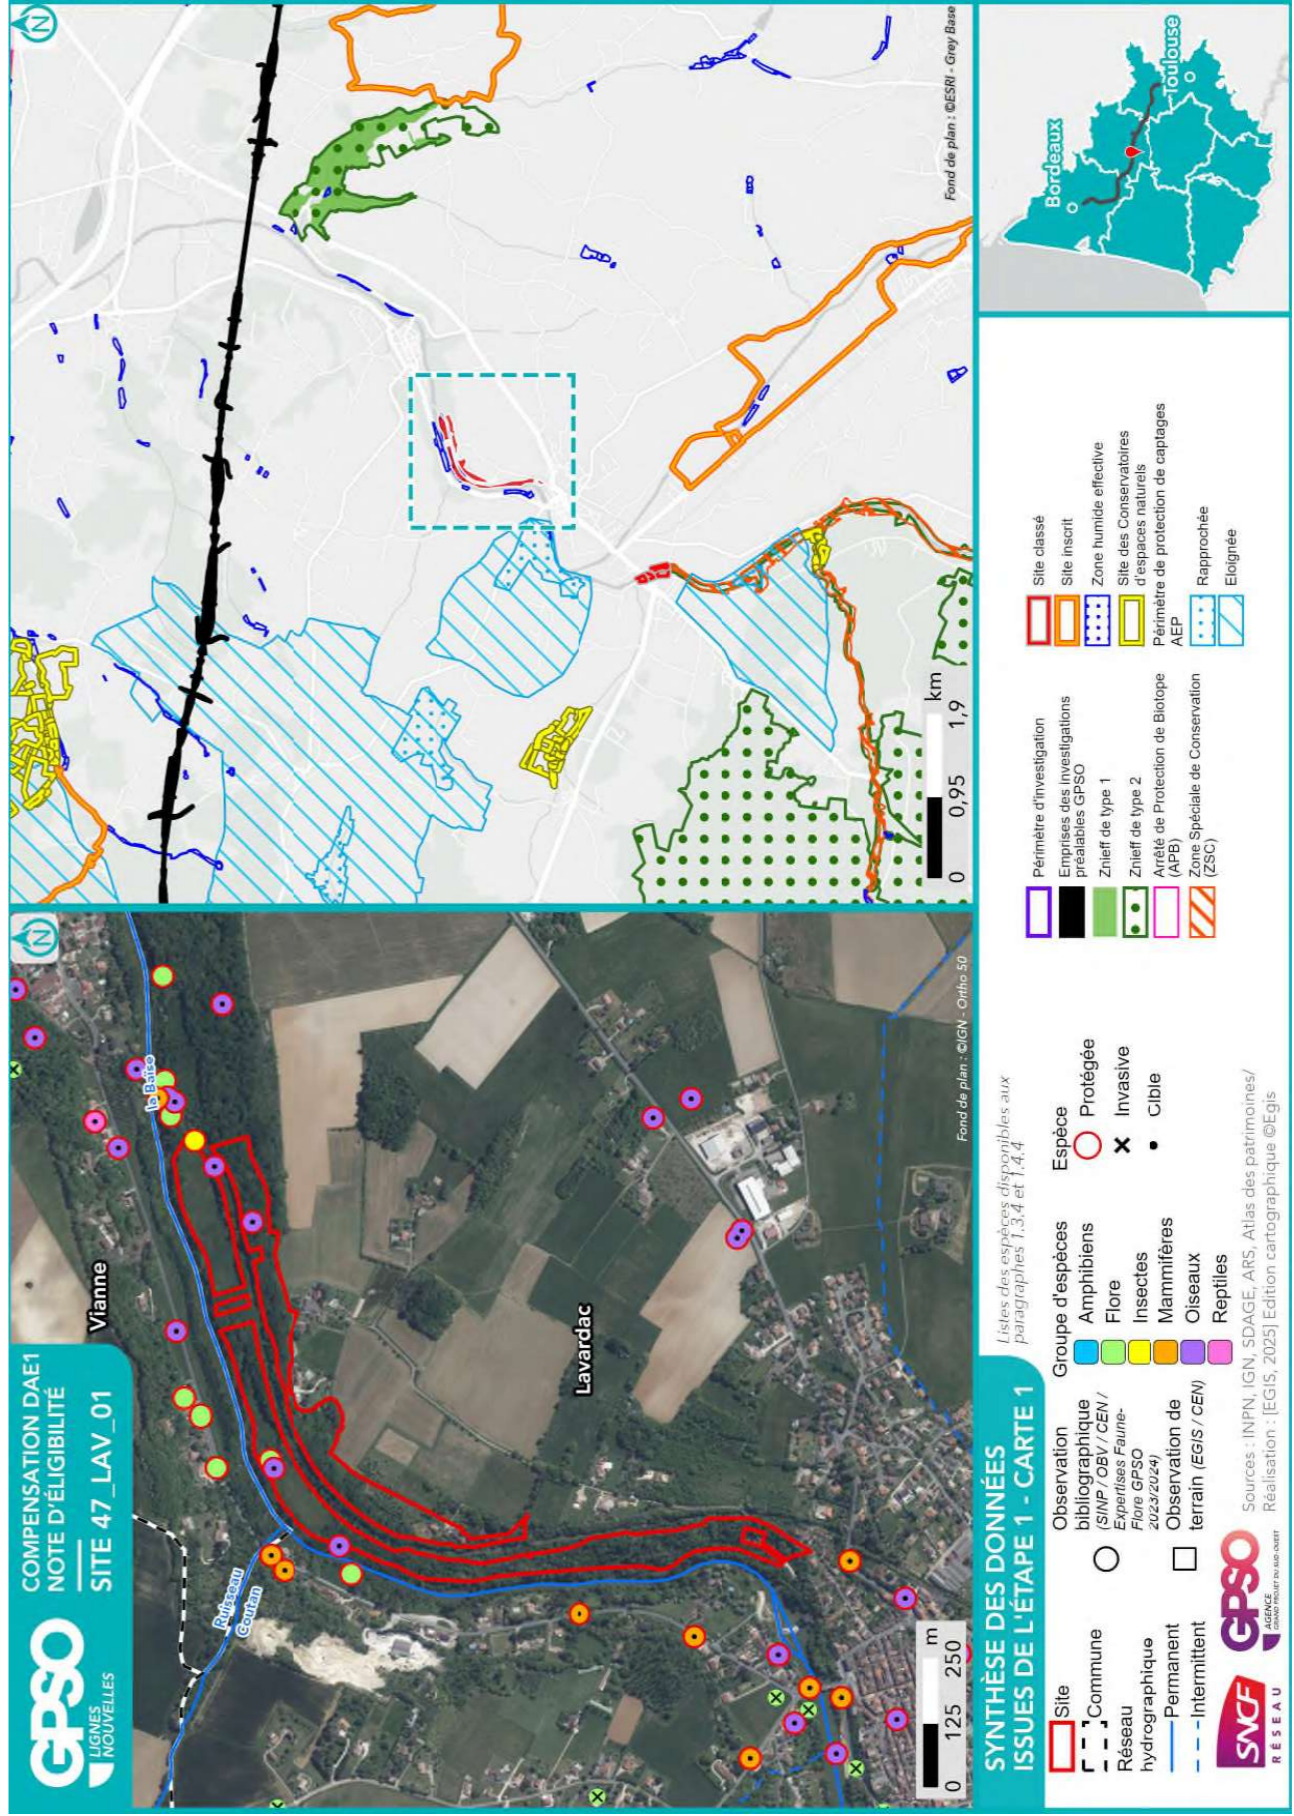 GPSO
LIGNES
NOUVELLES
COMPENSATION DAE1
NOTE D'ÉLIGIBILITÉ
SITE 47_LAV_01
N
Vianne
la Baïse
Ruisseau
Coutan
Lavardac
0 125 250 m
Fond de plan : ©IGN - Ortho 50
N
0 0,95 1,9 km
Fond de plan : ©ESRI - Grey Base
SYNTHÈSE DES DONNÉES
ISSUES DE L'ÉTAPE 1 - CARTE 1
Listes des espèces disponibles aux
paragraphes 1.3.4 et 1.4.4
Site
Commune
Réseau
hydrographique
Permanent
Intermittent
Observation
bibliographique
(SINP / OBV / CEN /
Expertises Faune-
Flore GPSO
2023/2024)
Observation de
terrain (EGIS / CEN)
Groupe d'espèces
Amphibiens
Flore
Insectes
Mammifères
Oiseaux
Reptiles
Espèce
Protégée
Invasive
Cible
Périmètre d'investigation
Emprises des investigations
préalables GPSO
Znieff de type 1
Znieff de type 2
Arrêté de Protection de Biotope
(APB)
Zone Spéciale de Conservation
(ZSC)
Site classé
Site inscrit
Zone humide effective
Site des Conservatoires
d'espaces naturels
Périmètre de protection de captages
AEP
Rapprochée
Eloignée
Bordeaux
Toulouse
SNCF
RÉSEAU
GPSO
AGENCE
GRAND PROJET DU SUD-OUEST
Sources : INPN, IGN, SDAGE, ARS, Atlas des patrimoines/
Réalisation : [EGIS, 2025] Edition cartographique ©Egis